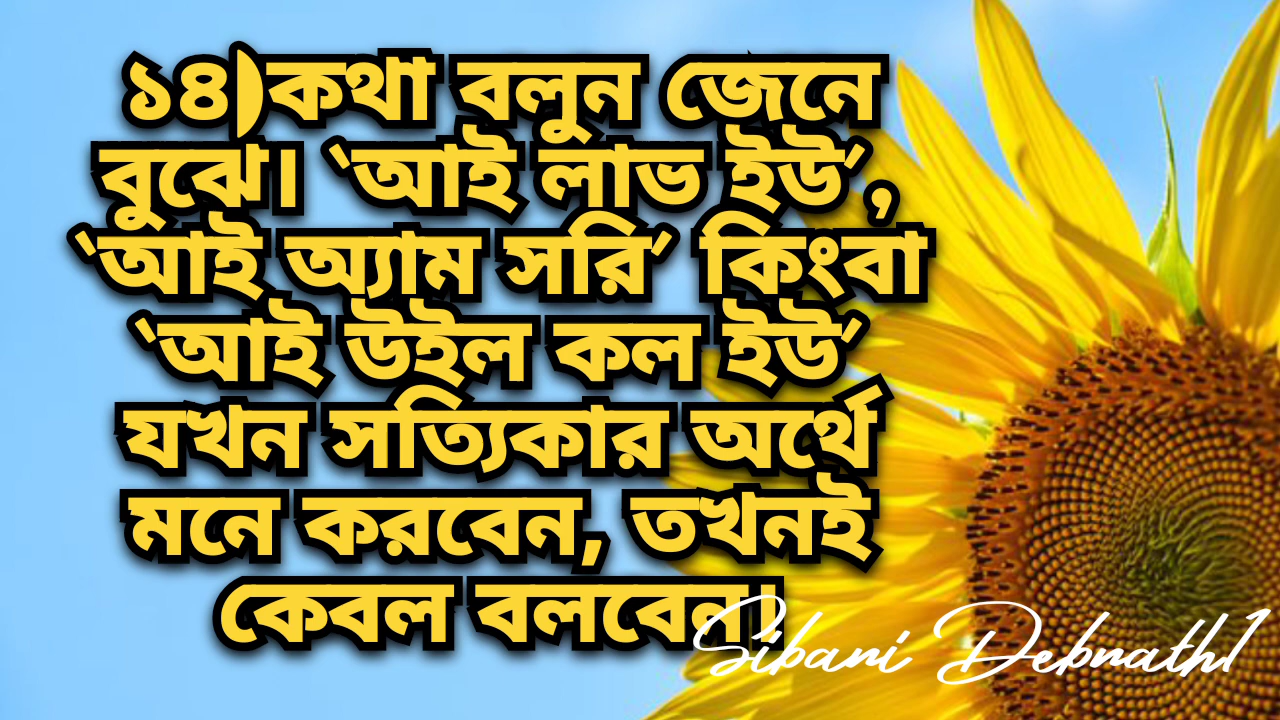 ১৪)কথা বলুন জেনে
বুঝে। ‘আই লাভ ইউ’,
‘আই অ্যাম সরি’ কিংবা
‘আই উইল কল ইউ’
যখন সত্যিকার অর্থে
মনে করবেন, তখনই
কেবল বলবেন।
Sibani Debnath1